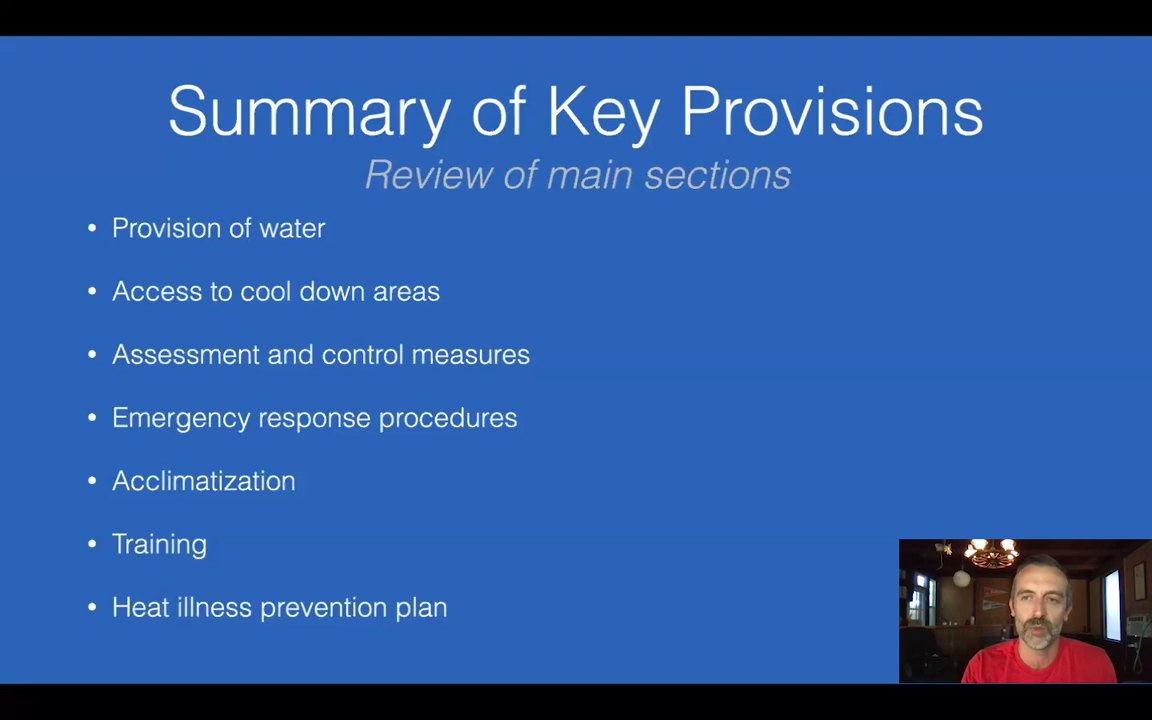 Summary of Key Provisions
Review of main sections
• Provision of water
• Access to cool down areas
• Assessment and control measures
• Emergency response procedures
• Acclimatization
• Training
• Heat illness prevention plan